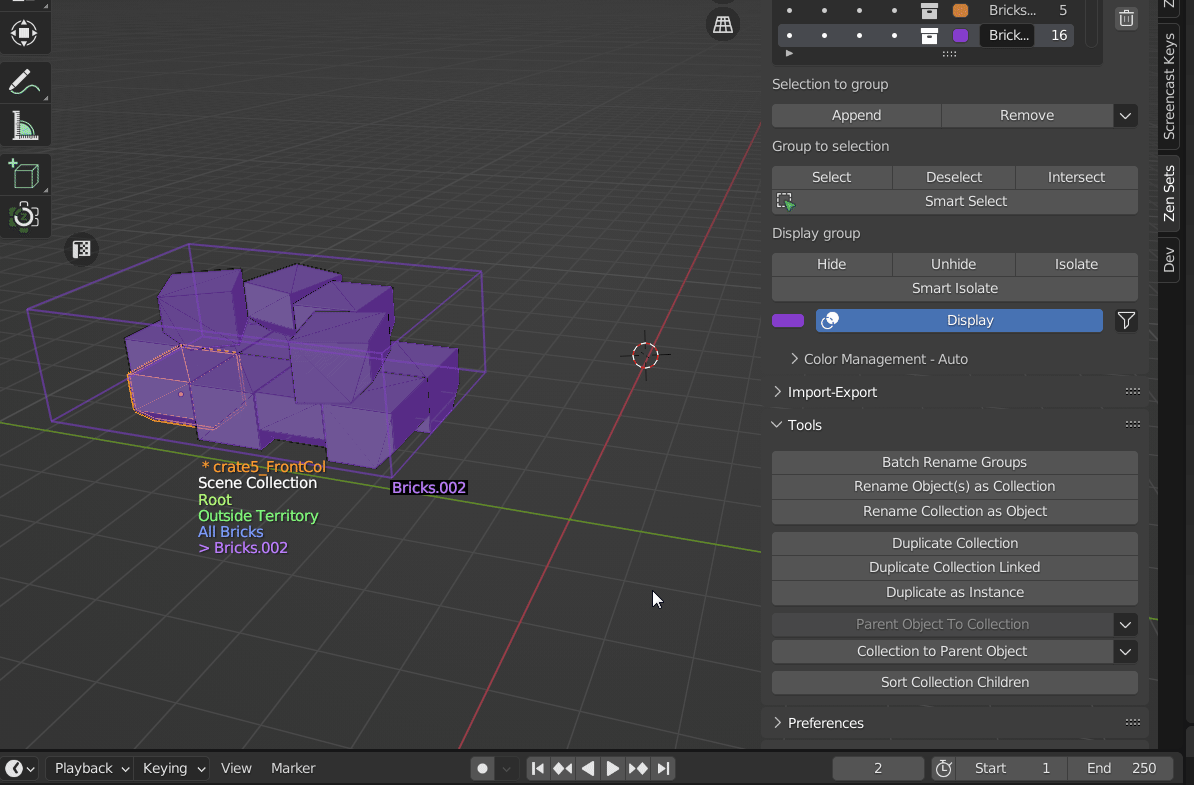 Bricks... 5
Brick... 16
Selection to group
Append Remove
Group to selection
Select Deselect Intersect
Smart Select
Display group
Hide Unhide Isolate
Smart Isolate
Display
Color Management - Auto
Import-Export
Tools
Batch Rename Groups
Rename Object(s) as Collection
Rename Collection as Object
Duplicate Collection
Duplicate Collection Linked
Duplicate as Instance
Parent Object To Collection
Collection to Parent Object
Sort Collection Children
Preferences
Screencast Keys
Zen Sets
Dev
* crate5_FrontCol
Scene Collection
Root
Outside Territory
All Bricks
> Bricks.002
Bricks.002
Playback Keying View Marker 2 Start 1 End 250